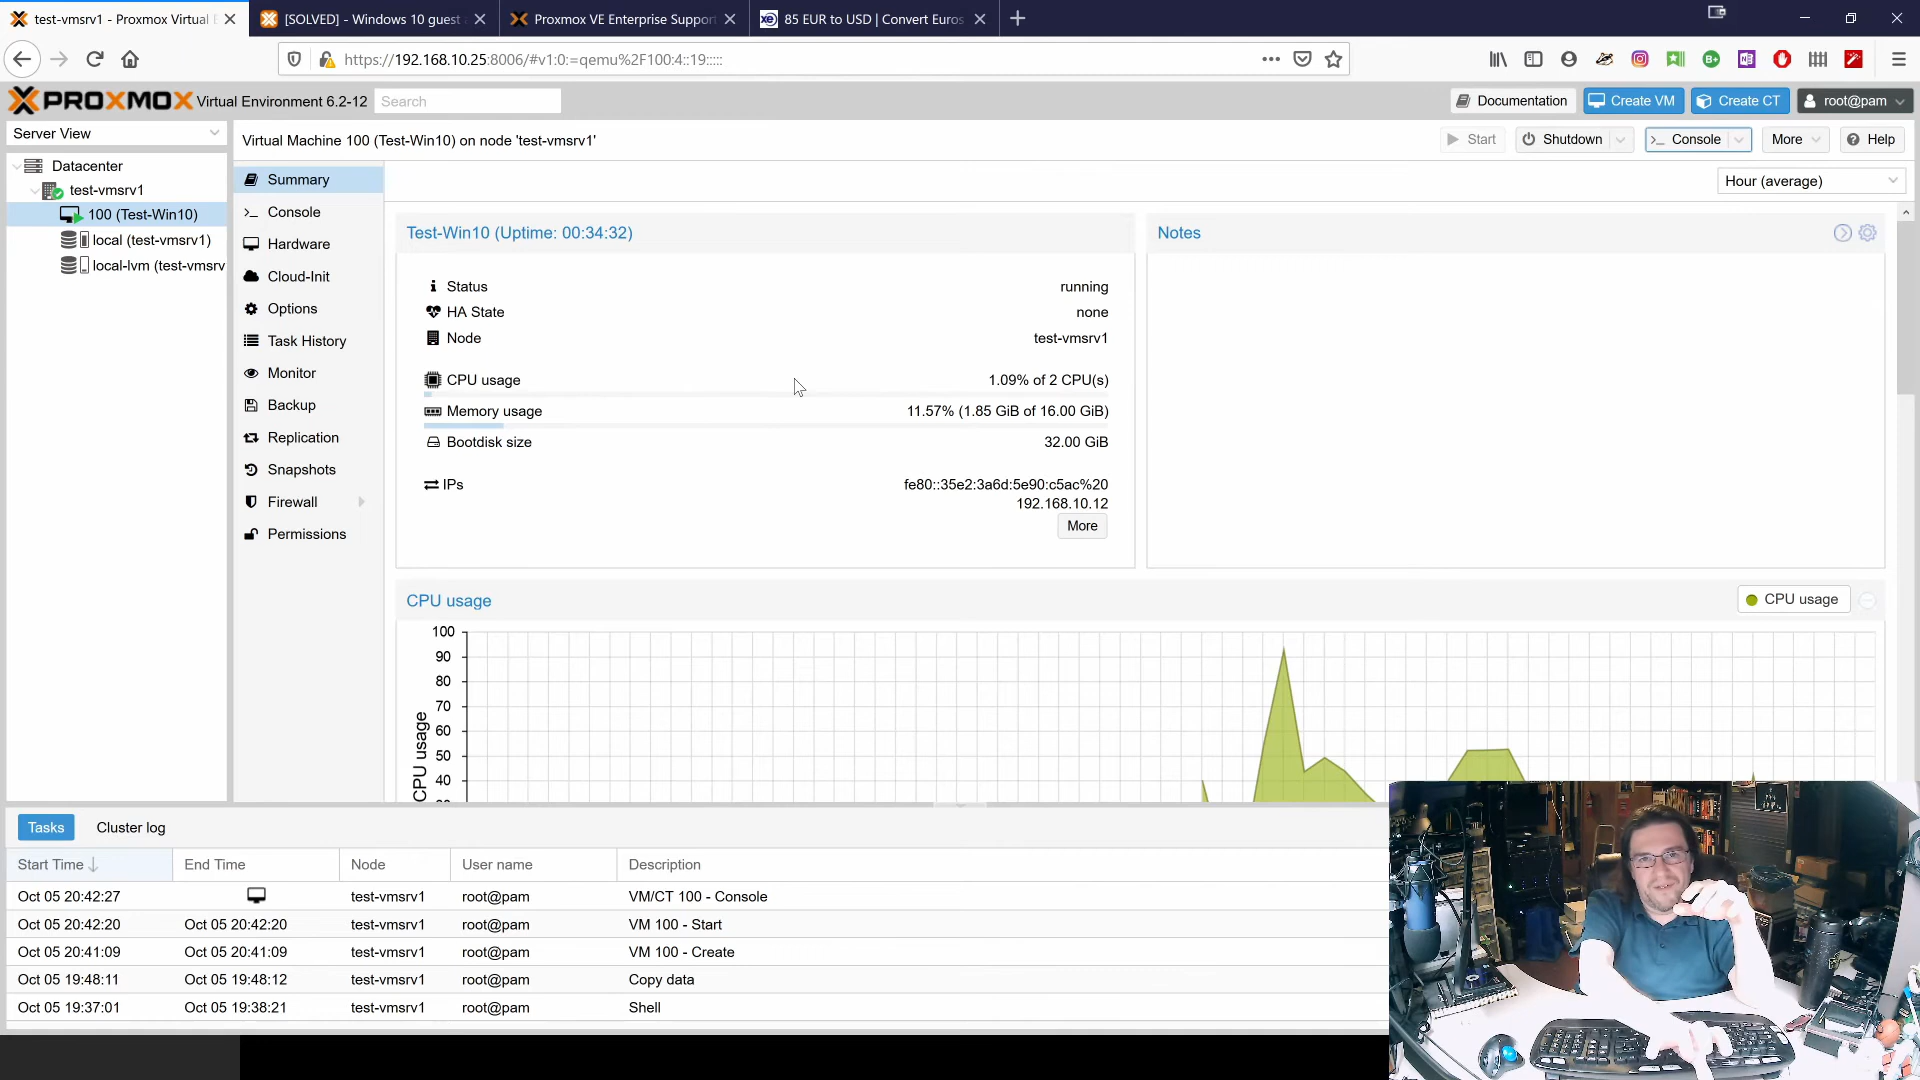 test-vmsrv1 - Proxmox Virtual E
[SOLVED] - Windows 10 guest
Proxmox VE Enterprise Support
85 EUR to USD | Convert Euros
https://192.168.10.25:8006/#v1:0:=qemu%2F100:4::19:::::
PROXMOX Virtual Environment 6.2-12
Search
Documentation
Create VM
Create CT
root@pam
Server View
Virtual Machine 100 (Test-Win10) on node 'test-vmsrv1'
Start
Shutdown
Console
More
Help
Datacenter
test-vmsrv1
100 (Test-Win10)
local (test-vmsrv1)
local-lvm (test-vmsrv
Summary
Console
Hardware
Cloud-Init
Options
Task History
Monitor
Backup
Replication
Snapshots
Firewall
Permissions
Hour (average)
Test-Win10 (Uptime: 00:34:32)
Status running
HA State none
Node test-vmsrv1
CPU usage 1.09% of 2 CPU(s)
Memory usage 11.57% (1.85 GiB of 16.00 GiB)
Bootdisk size 32.00 GiB
IPs fe80::35e2:3a6d:5e90:c5ac%20
192.168.10.12
More
Notes
CPU usage
CPU usage
100
90
80
70
60
50
40
CPU usage
Tasks
Cluster log
Start Time End Time Node User name Description
Oct 05 20:42:27 test-vmsrv1 root@pam VM/CT 100 - Console
Oct 05 20:42:20 Oct 05 20:42:20 test-vmsrv1 root@pam VM 100 - Start
Oct 05 20:41:09 Oct 05 20:41:09 test-vmsrv1 root@pam VM 100 - Create
Oct 05 19:48:11 Oct 05 19:48:12 test-vmsrv1 root@pam Copy data
Oct 05 19:37:01 Oct 05 19:38:21 test-vmsrv1 root@pam Shell